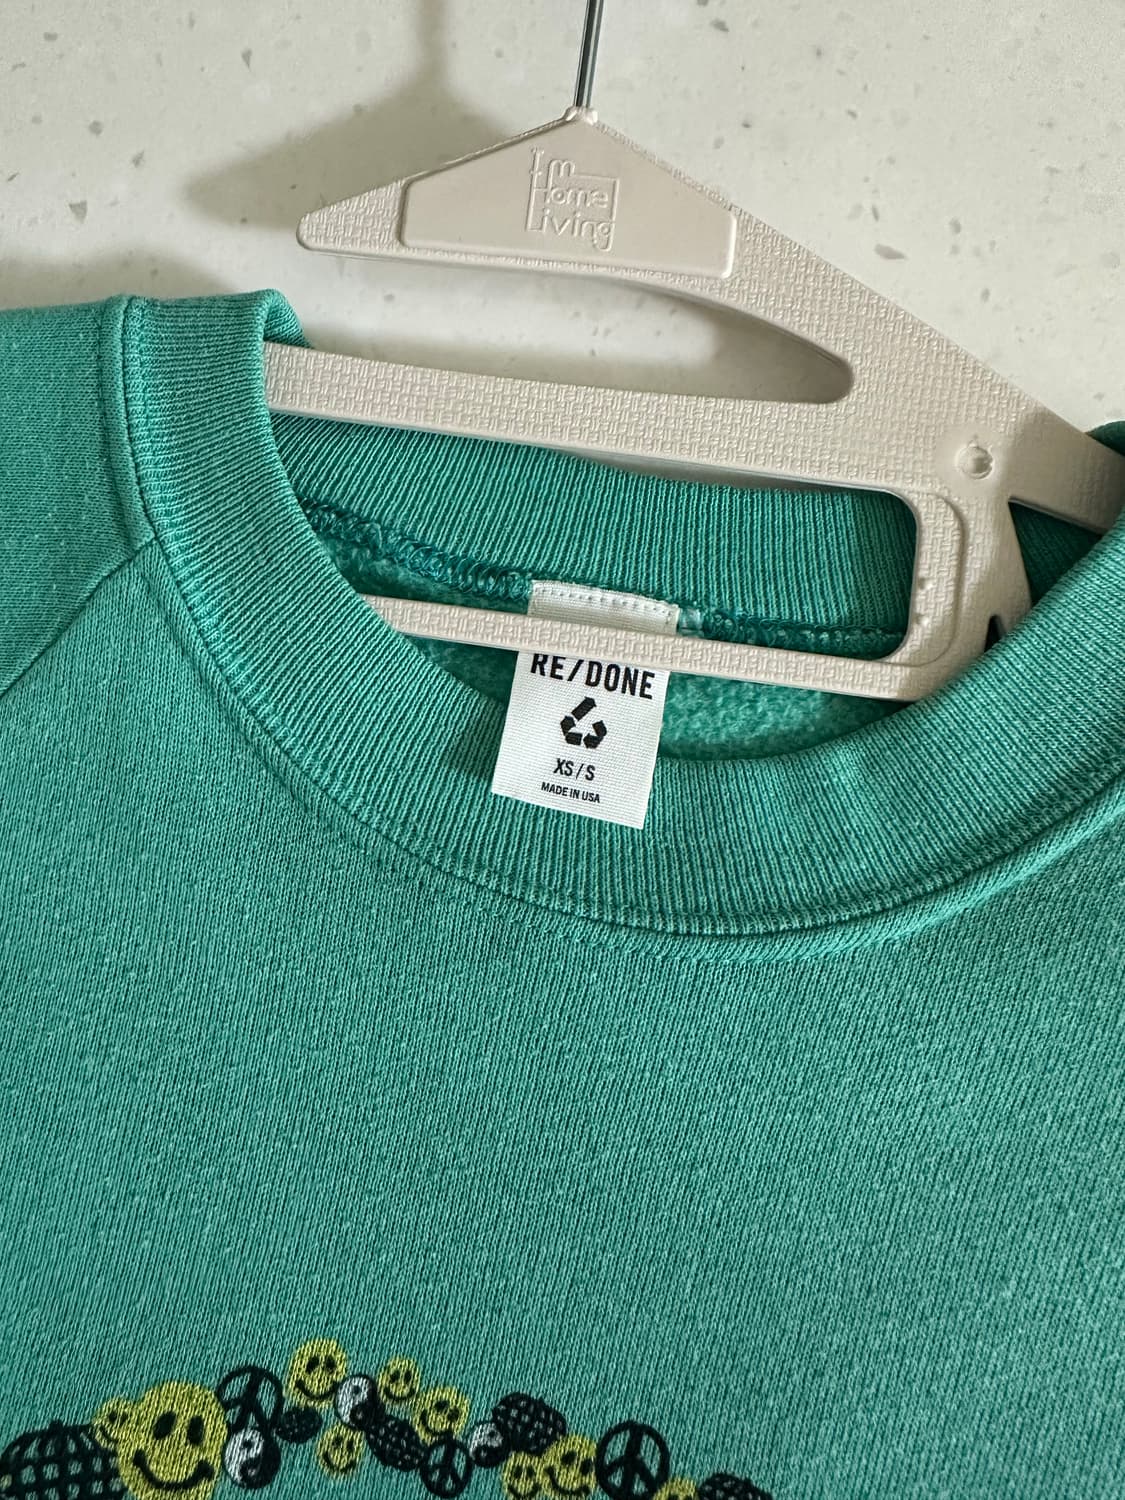 I'm
Home
Living
RE/DONE
XS/S
MADE IN USA